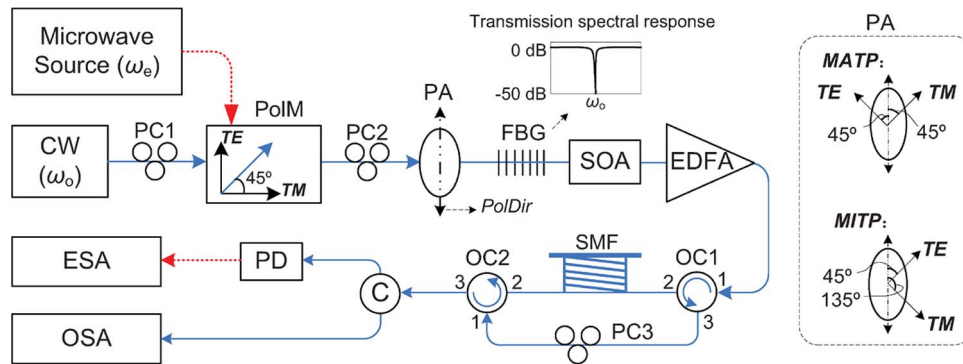 Transmission spectral response
0 dB
-50 dB
ωo
Microwave
Source (ωe)
CW
(ωo)
PC1
PolM
TE
45º
TM
PC2
PA
PolDir
FBG
SOA
EDFA
ESA
PD
OSA
C
OC2
3
2
1
SMF
OC1
2
1
3
PC3
PA
MATP:
TE
TM
45º
45º
MITP:
TE
45º
135º
TM